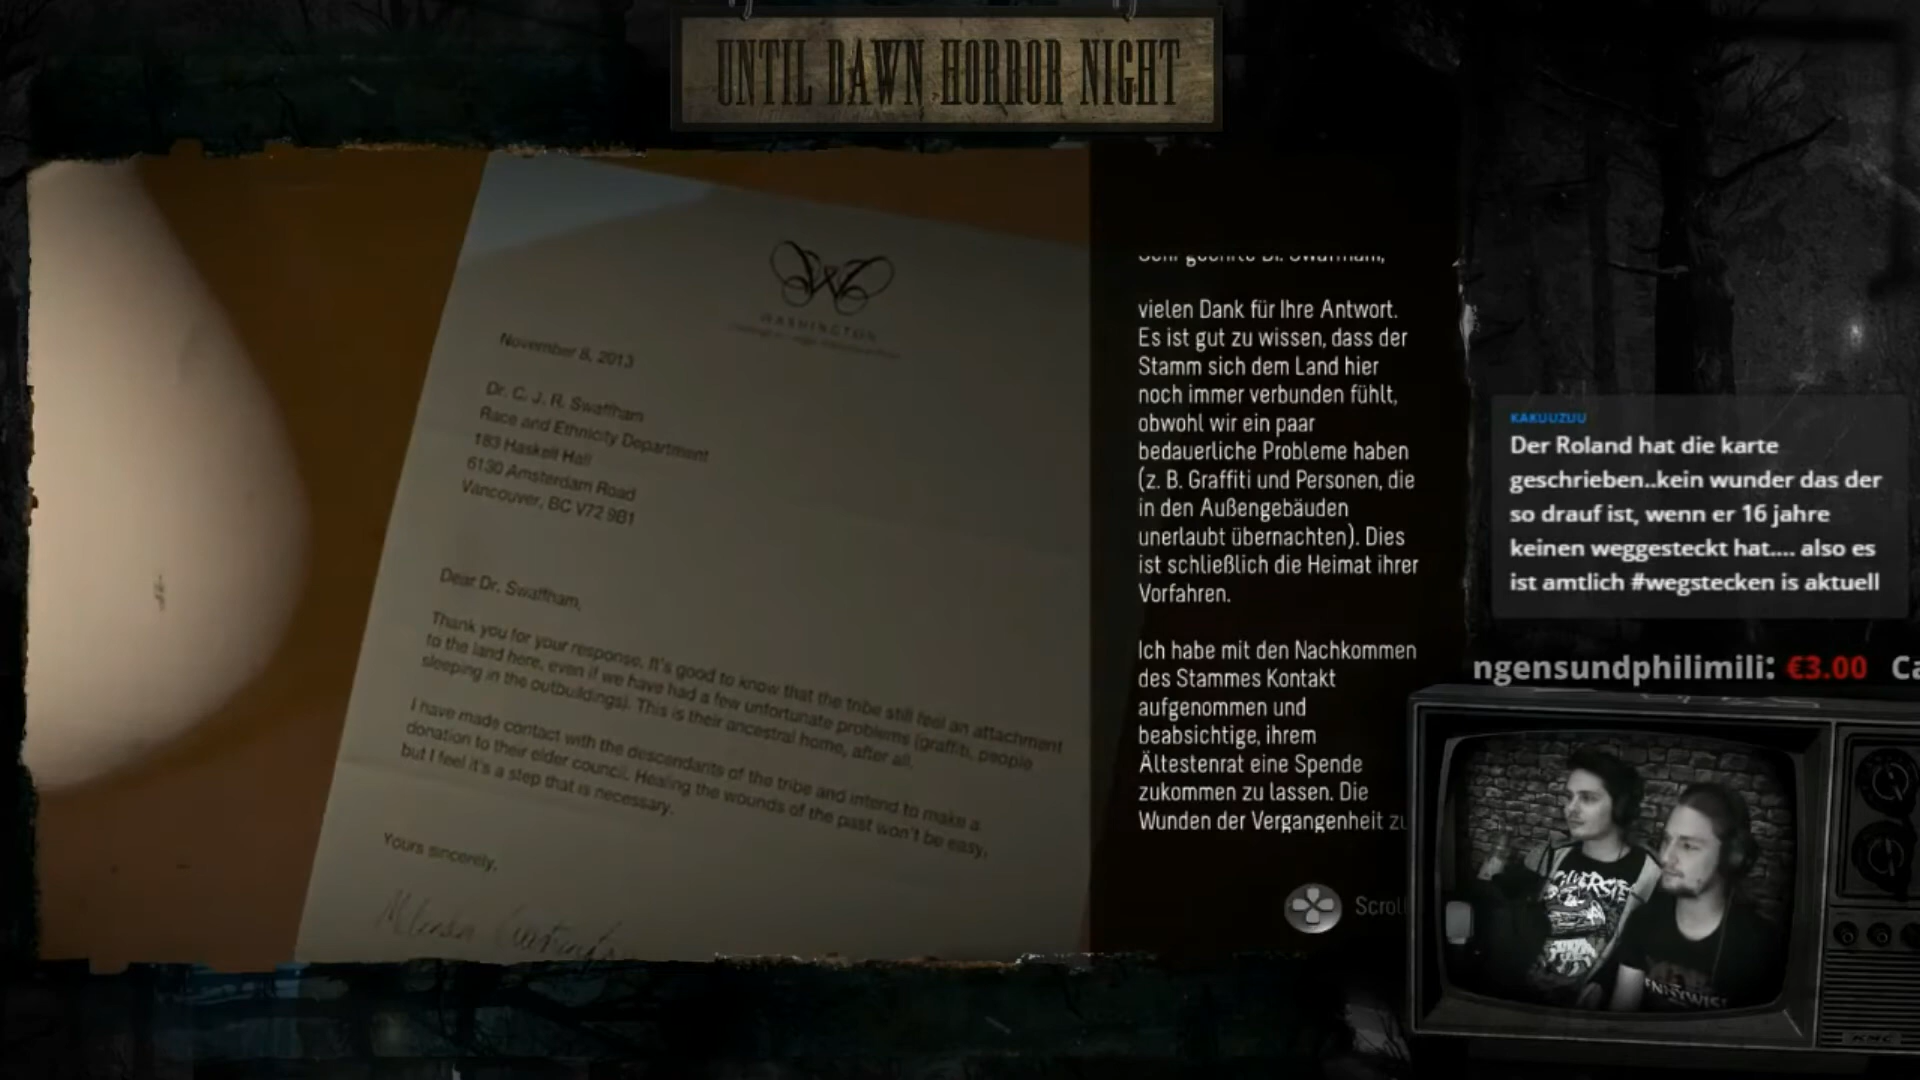 UNTIL DAWN HORROR NIGHT
WASHINGTON
November 8, 2013
Dr. C. J. R. Swaffham
Race and Ethnicity Department
183 Haskell Hall
6130 Amsterdam Road
Vancouver, BC V72 9B1
Dear Dr. Swaffham,
Thank you for your response. It's good to know that the tribe still feel an attachment
to the land here, even if we have had a few unfortunate problems (graffiti, people
sleeping in the outbuildings). This is their ancestral home, after all.
I have made contact with the descendants of the tribe and intend to make a
donation to their elder council. Healing the wounds of the past won't be easy,
but I feel it's a step that is necessary.
Yours sincerely,
Sehr geehrte Dr. Swaffham,
vielen Dank für Ihre Antwort.
Es ist gut zu wissen, dass der
Stamm sich dem Land hier
noch immer verbunden fühlt,
obwohl wir ein paar
bedauerliche Probleme haben
(z. B. Graffiti und Personen, die
in den Außengebäuden
unerlaubt übernachten). Dies
ist schließlich die Heimat ihrer
Vorfahren.
Ich habe mit den Nachkommen
des Stammes Kontakt
aufgenommen und
beabsichtige, ihrem
Ältestenrat eine Spende
zukommen zu lassen. Die
Wunden der Vergangenheit zu
Scroll
KAKUUZUU
Der Roland hat die karte
geschrieben..kein wunder das der
so drauf ist, wenn er 16 jahre
keinen weggesteckt hat.... also es
ist amtlich #wegstecken is aktuell
ngensundphilimili: €3.00 Ca